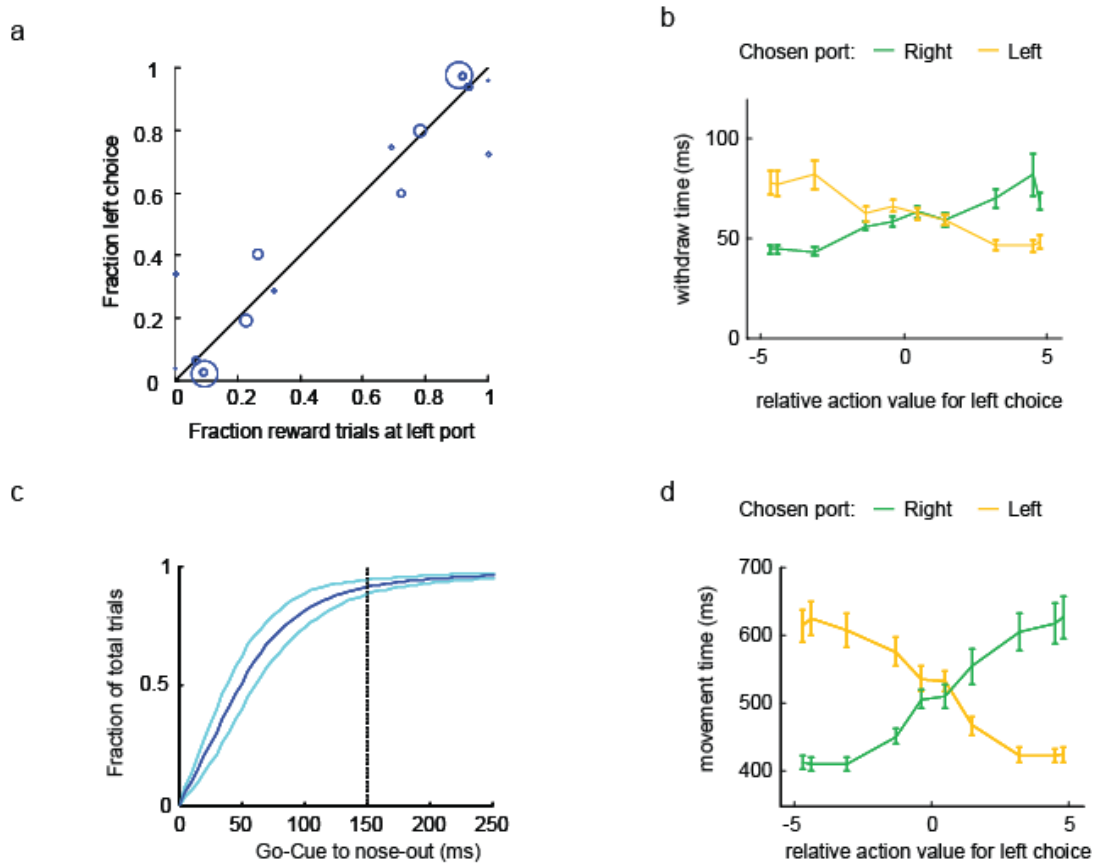 a
1
0.8
0.6
0.4
0.2
0
0 0.2 0.4 0.6 0.8 1
Fraction left choice
Fraction reward trials at left port
b
Chosen port: Right Left
100
50
0
-5 0 5
withdraw time (ms)
relative action value for left choice
c
1
0.5
0
0 50 100 150 200 250
Fraction of total trials
Go-Cue to nose-out (ms)
d
Chosen port: Right Left
700
600
500
400
-5 0 5
movement time (ms)
relative action value for left choice